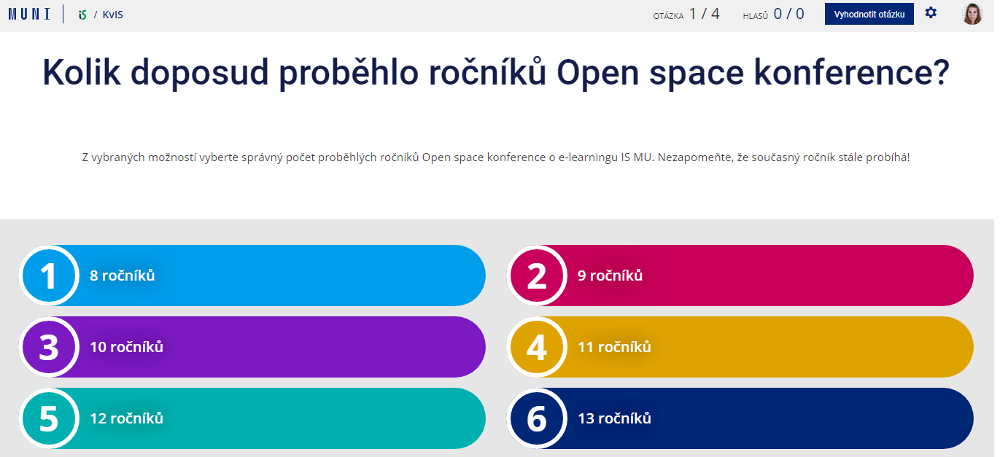 MUNI iS / KvIS OTÁZKA 1 / 4 HLASŮ 0 / 0 Vyhodnotit otázku
Kolik doposud proběhlo ročníků Open space konference?
Z vybraných možností vyberte správný počet proběhlých ročníků Open space konference o e-learningu IS MU. Nezapomeňte, že současný ročník stále probíhá!
1 8 ročníků
2 9 ročníků
3 10 ročníků
4 11 ročníků
5 12 ročníků
6 13 ročníků